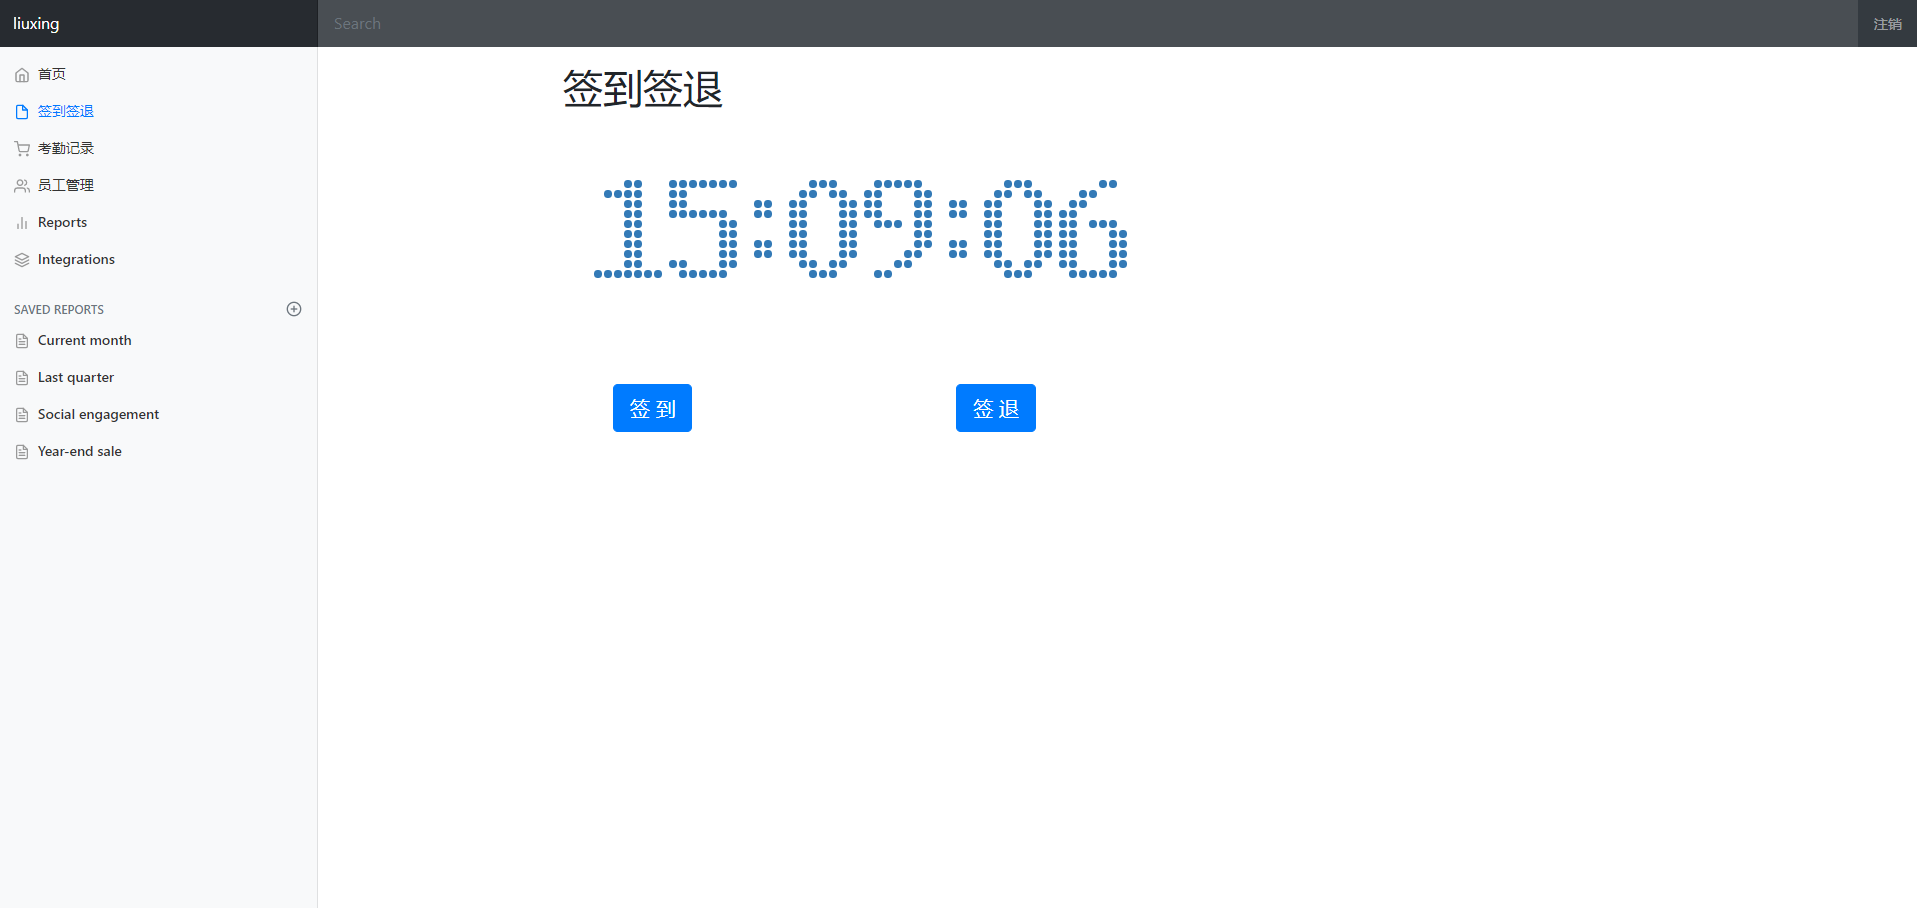 liuxing
Search
注销
首页
签到签退
考勤记录
员工管理
Reports
Integrations
SAVED REPORTS
Current month
Last quarter
Social engagement
Year-end sale
签到签退
15:09:06
签 到
签 退